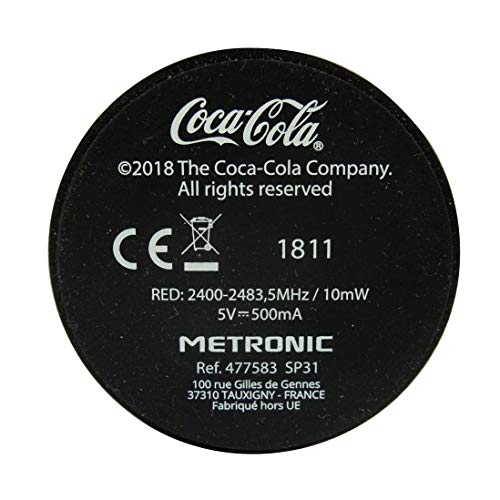 Coca-Cola®
©2018 The Coca-Cola Company.
All rights reserved
CE 1811
RED: 2400-2483,5MHz / 10mW
5V⎓500mA
METRONIC
Ref. 477583 SP31
100 rue Gilles de Gennes
37310 TAUXIGNY - FRANCE
Fabriqué hors UE